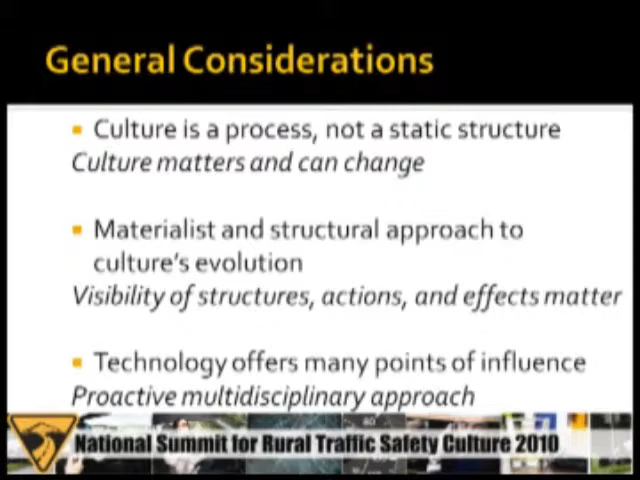 General Considerations
Culture is a process, not a static structure
Culture matters and can change
Materialist and structural approach to
culture's evolution
Visibility of structures, actions, and effects matter
Technology offers many points of influence
Proactive multidisciplinary approach
National Summit for Rural Traffic Safety Culture 2010